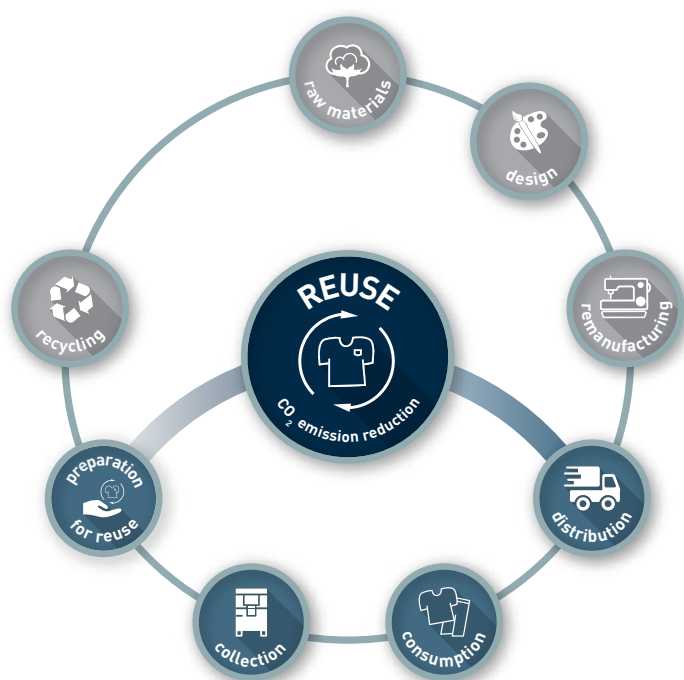 raw materials
design
remanufacturing
recycling
REUSE
CO₂ emission reduction
preparation
for reuse
distribution
collection
consumption